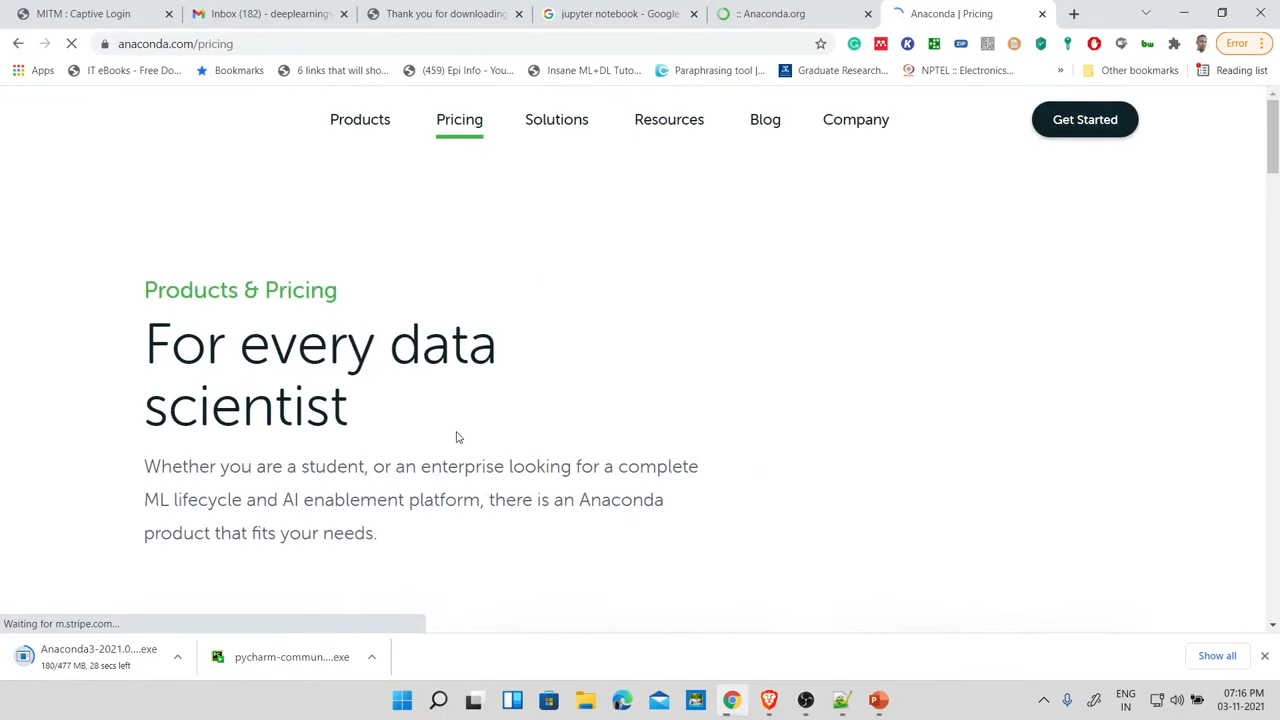 MITM | Captive Login
Inbox (182) - deeplearning
Thank you for downloading
jupyter notebook - Google
:: Anaconda.org
Anaconda | Pricing
anaconda.com/pricing
Error
Apps
IT eBooks - Free Do...
Bookmarks
6 links that will sho...
(459) Epi Info - You...
Insane ML+DL Tuto...
Paraphrasing tool |...
Graduate Research...
NPTEL :: Electronics...
»
Other bookmarks
Reading list
Products
Pricing
Solutions
Resources
Blog
Company
Get Started
Products & Pricing
For every data
scientist
Whether you are a student, or an enterprise looking for a complete
ML lifecycle and AI enablement platform, there is an Anaconda
product that fits your needs.
Waiting for m.stripe.com...
Anaconda3-2021.0....exe
180/477 MB, 28 secs left
pycharm-commun....exe
Show all
ENG
IN
07:16 PM
03-11-2021